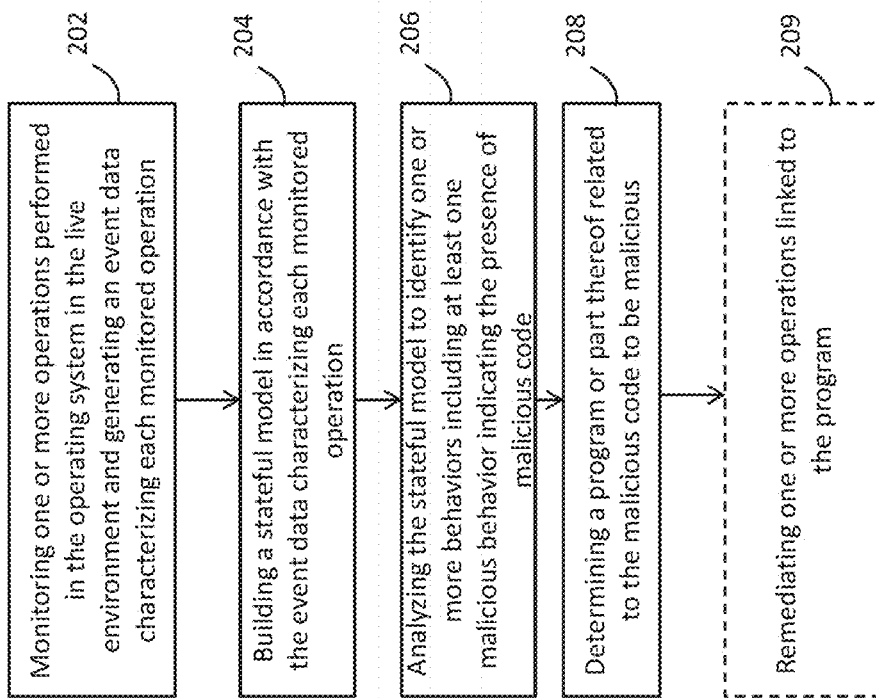 Monitoring one or more operations performed
in the operating system in the live
environment and generating an event data
characterizing each monitored operation
202
Building a stateful model in accordance with
the event data characterizing each monitored
operation
204
Analyzing the stateful model to identify one or
more behaviors including at least one
malicious behavior indicating the presence of
malicious code
206
Determining a program or part thereof related
to the malicious code to be malicious
208
Remediating one or more operations linked to
the program
209